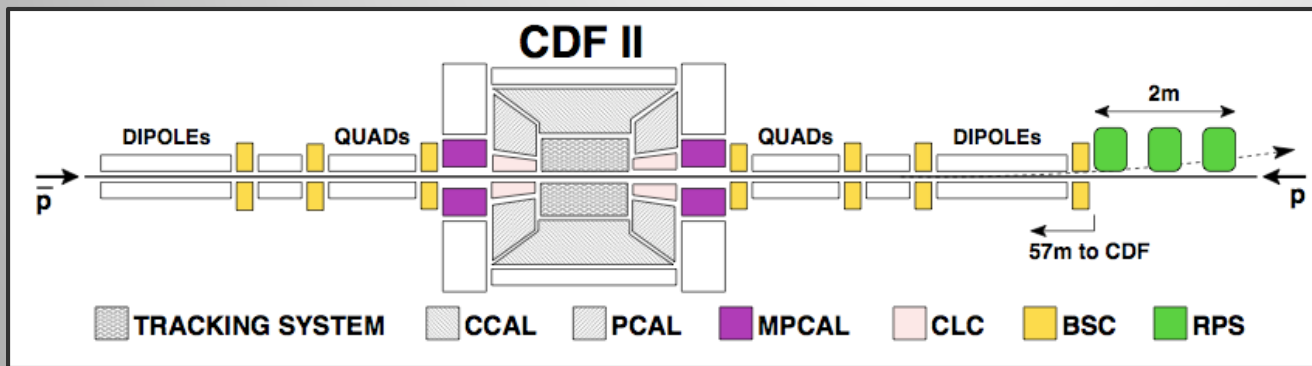 CDF II
2m
DIPOLEs QUADs QUADs DIPOLEs
p̅ p
57m to CDF
TRACKING SYSTEM CCAL PCAL MPCAL CLC BSC RPS